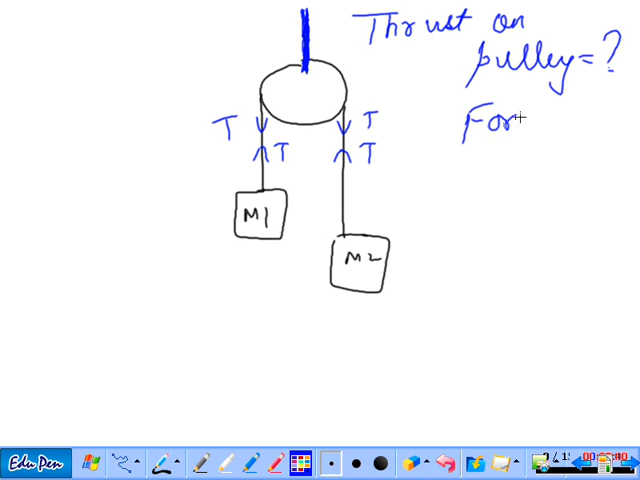 Thrust on
pulley = ?
For
T
T
T
T
M1
M2
Edu Pen